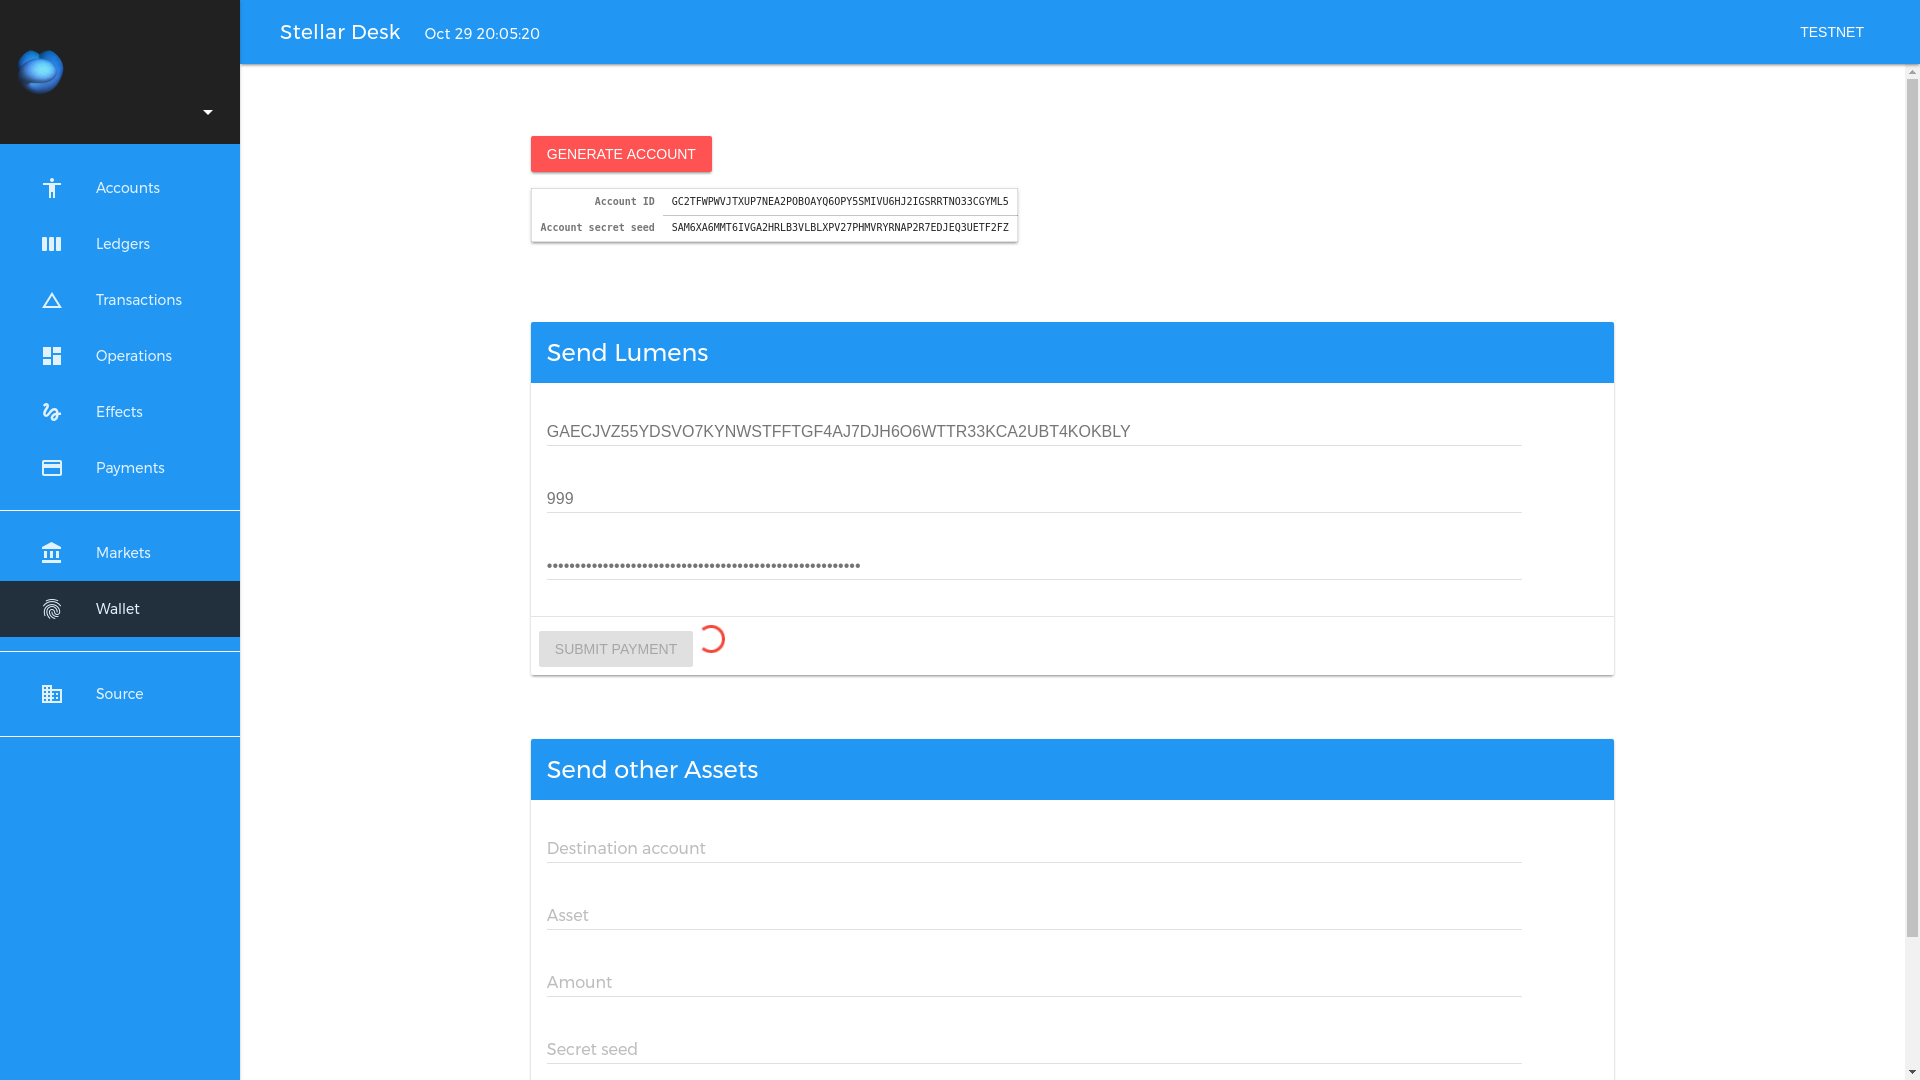 Stellar Desk Oct 29 20:05:20
TESTNET
Accounts
Ledgers
Transactions
Operations
Effects
Payments
Markets
Wallet
Source
GENERATE ACCOUNT
Account ID GC2TFWPWVJTXUP7NEA2POBOAYQ6OPY5SMIVU6HJ2IGSRRTNO33CGYML5
Account secret seed SAM6XA6MMT6IVGA2HRLB3VLBLXPV27PHMVRYRNAP2R7EDJEQ3UETF2FZ
Send Lumens
GAECJVZ55YDSVO7KYNWSTFFTGF4AJ7DJH6O6WTTR33KCA2UBT4KOKBLY
999
••••••••••••••••••••••••••••••••••••••••••••••••••••••••
SUBMIT PAYMENT
Send other Assets
Destination account
Asset
Amount
Secret seed